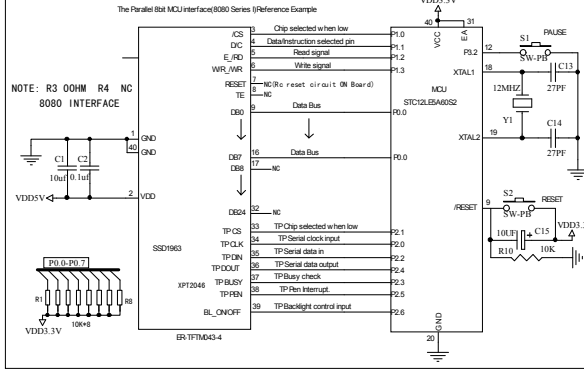 The Parallel 8bit MCU interface(8080 Series I)Reference Example
VDD3.3V
40 31
VCC EA
/CS 3 Chip selected when low P1.0
D/C 4 Data/Instruction selected pin P1.1
E_/RD 5 Read signal P1.2
W/R_/WR 6 Write signal P1.3
RESET 7 NC(Rc reset circuit ON Board)
TE 8 NC
DB0 9 Data Bus P0.0
NOTE: R3 0OHM R4 NC
8080 INTERFACE
MCU
STC12LE5A60S2
P3.2 12 S1 PAUSE
SW-PB
XTAL1 18 C13
12MHZ 27PF
Y1
C14
XTAL2 19 27PF
1 GND
40 GND
C1 C2
10uf 0.1uf
DB7 16 Data Bus P0.0
DB8 17 NC
VDD5V 2 VDD
DB24 32 NC
/RESET 9 S2 RESET
SW-PB
VDD3.3
10UF + C15
R10 10K
SSD1963
XPT2046
TP CS 33 TP Chip selected when low P2.1
TP CLK 34 TP Serial clock input P2.0
TP DIN 35 TP Serial data in P2.2
TP DOUT 36 TP Serial data output P2.4
TP BUSY 37 TP Busy check P2.3
TP PEN 38 TP Pen Interrupt. P2.5
BL_ON/OFF 39 TP Backlight control input P2.6
P0.0-P0.7
R1 R8
10K*8
VDD3.3V
GND
20
ER-TFTM043-4